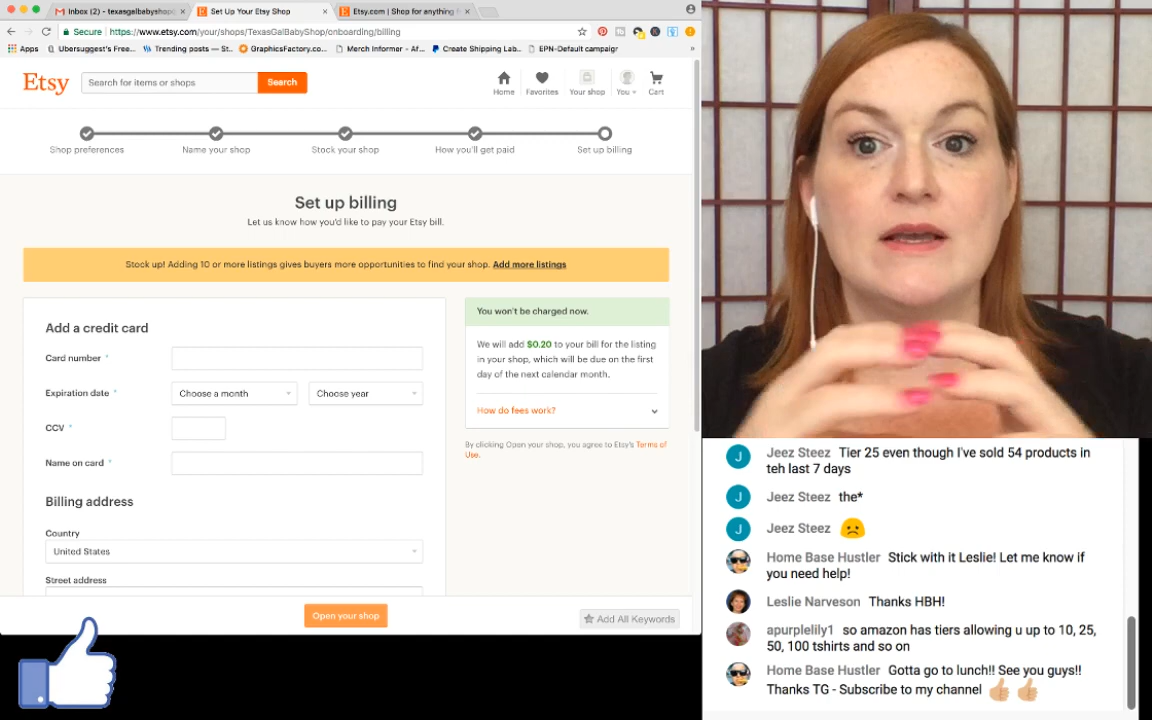 Inbox (2) - texasgalbabyshop@
Set Up Your Etsy Shop
Etsy.com | Shop for anything f
Secure
https://www.etsy.com/your/shops/TexasGalBabyShop/onboarding/billing
Apps
Ubersuggest's Free...
Trending posts — St...
GraphicsFactory.co...
Merch Informer - Af...
Create Shipping Lab...
EPN-Default campaigr
Etsy
Search for items or shops
Search
Home
Favorites
Your shop
You
Cart
Shop preferences
Name your shop
Stock your shop
How you'll get paid
Set up billing
Set up billing
Let us know how you'd like to pay your Etsy bill.
Stock up! Adding 10 or more listings gives buyers more opportunities to find your shop. Add more listings
Add a credit card
Card number *
Expiration date *
Choose a month
Choose year
CCV *
Name on card *
Billing address
Country
United States
Street address
You won't be charged now.
We will add $0.20 to your bill for the listing
in your shop, which will be due on the first
day of the next calendar month.
How do fees work?
By clicking Open your shop, you agree to Etsy's Terms of
Use.
Open your shop
Add All Keywords
J
Jeez Steez Tier 25 even though I've sold 54 products in
teh last 7 days
J
Jeez Steez the*
J
Jeez Steez
Home Base Hustler Stick with it Leslie! Let me know if
you need help!
Leslie Narveson Thanks HBH!
apurplelily1 so amazon has tiers allowing u up to 10, 25,
50, 100 tshirts and so on
Home Base Hustler Gotta go to lunch!! See you guys!!
Thanks TG - Subscribe to my channel